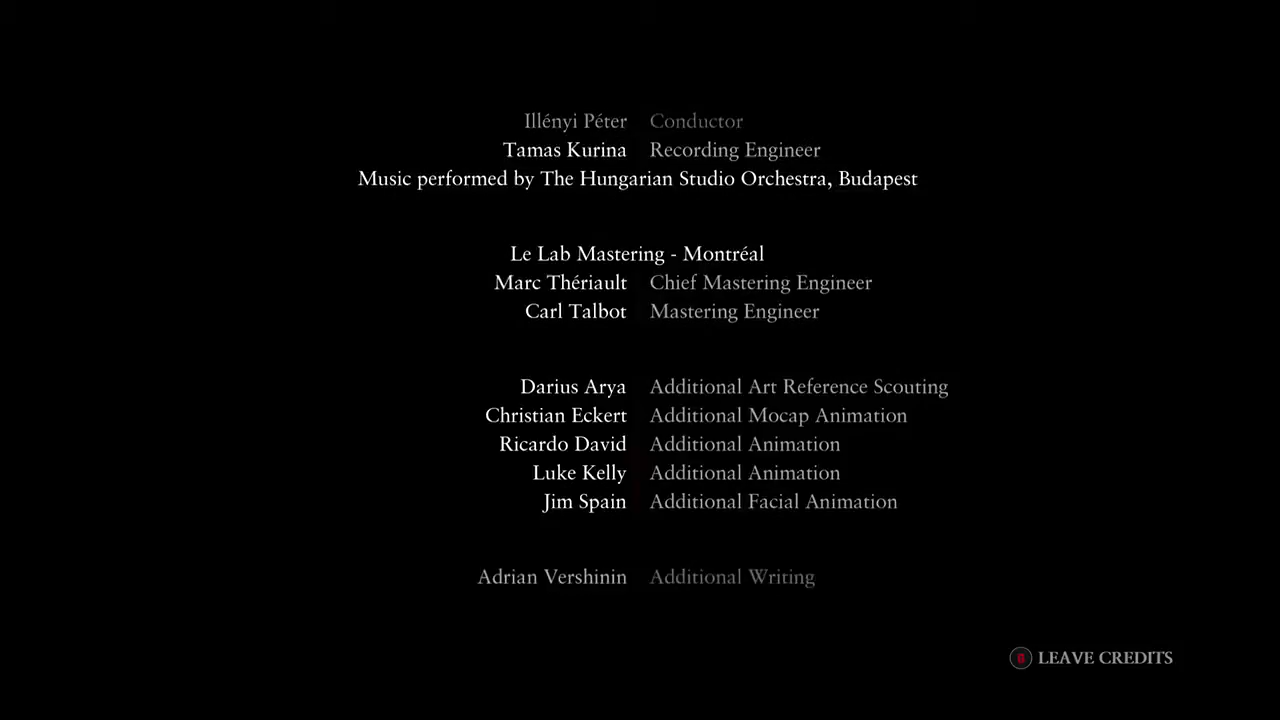 Illényi Péter Conductor
Tamas Kurina Recording Engineer
Music performed by The Hungarian Studio Orchestra, Budapest
Le Lab Mastering - Montréal
Marc Thériault Chief Mastering Engineer
Carl Talbot Mastering Engineer
Darius Arya Additional Art Reference Scouting
Christian Eckert Additional Mocap Animation
Ricardo David Additional Animation
Luke Kelly Additional Animation
Jim Spain Additional Facial Animation
Adrian Vershinin Additional Writing
LEAVE CREDITS